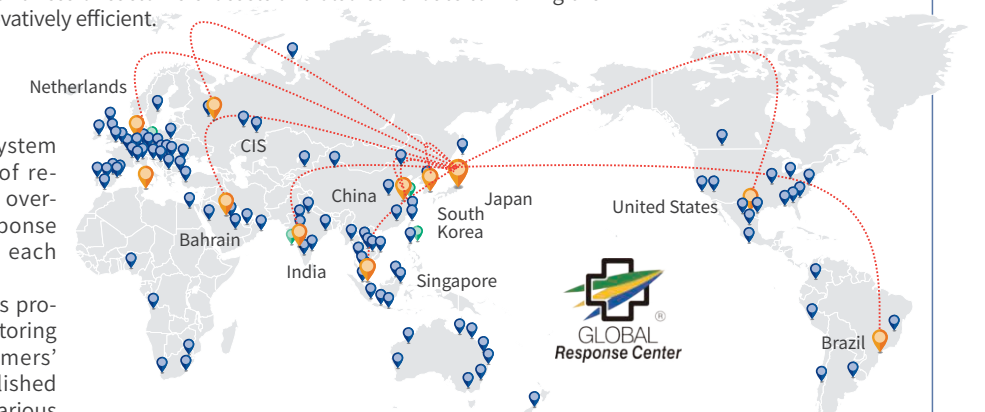 vatively efficient.
ystem
of re-
over-
ponse
each
s pro-
toring
mers’
lished
arious
Netherlands
CIS
China
Japan
South
Korea
United States
Bahrain
India
Singapore
Brazil
GLOBAL
Response Center
®